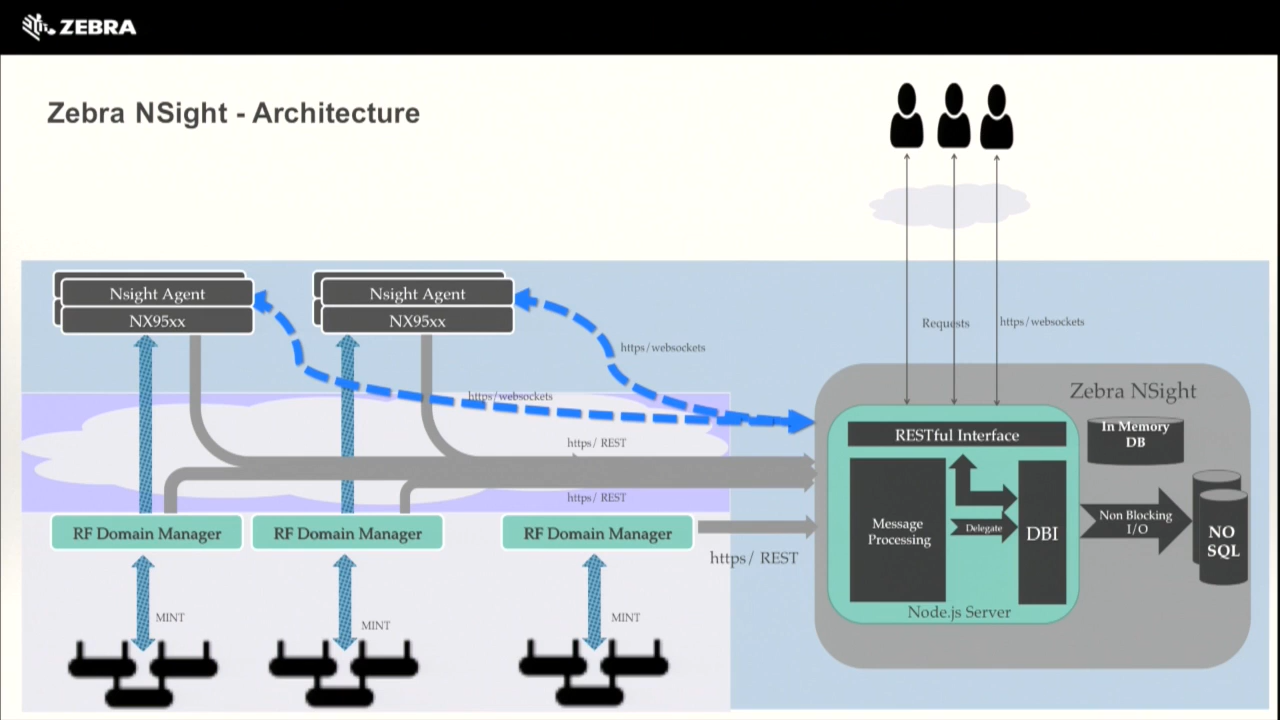 ZEBRA
Zebra NSight - Architecture
Nsight Agent
NX95xx
Nsight Agent
NX95xx
https/websockets
https/websockets
Requests
https/websockets
https/ REST
https/ REST
RF Domain Manager
RF Domain Manager
RF Domain Manager
https/ REST
MINT
MINT
MINT
Zebra NSight
RESTful Interface
In Memory
DB
Message
Processing
Delegate
DBI
Non Blocking
I/O
NO
SQL
Node.js Server